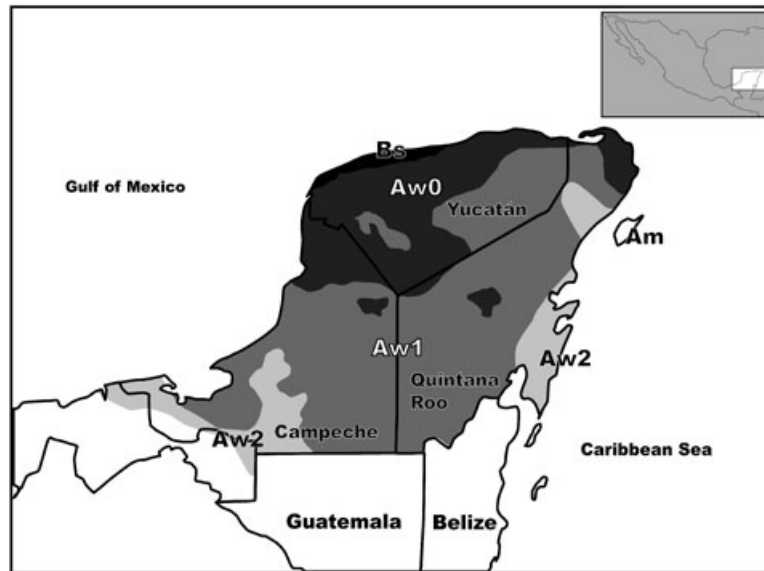 Bs
Gulf of Mexico
Aw0
Yucatán
Am
Aw1
Aw2
Quintana
Roo
Aw2
Campeche
Caribbean Sea
Guatemala
Belize